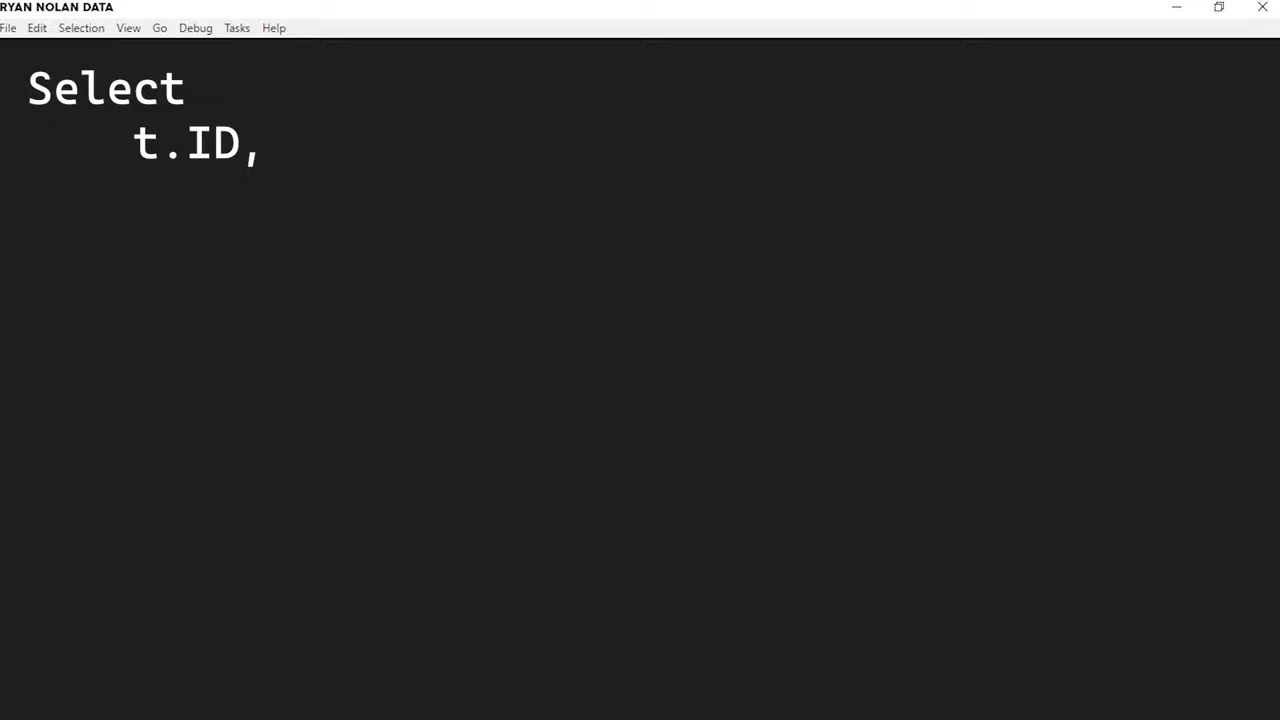 RYAN NOLAN DATA
File Edit Selection View Go Debug Tasks Help
Select
    t.ID,